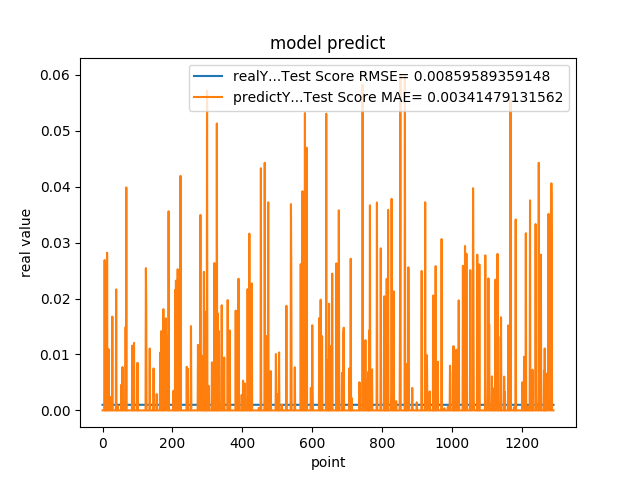 model predict
realY...Test Score RMSE= 0.00859589359148
predictY...Test Score MAE= 0.00341479131562
0.06
0.05
0.04
0.03
0.02
0.01
0.00
real value
0 200 400 600 800 1000 1200
point